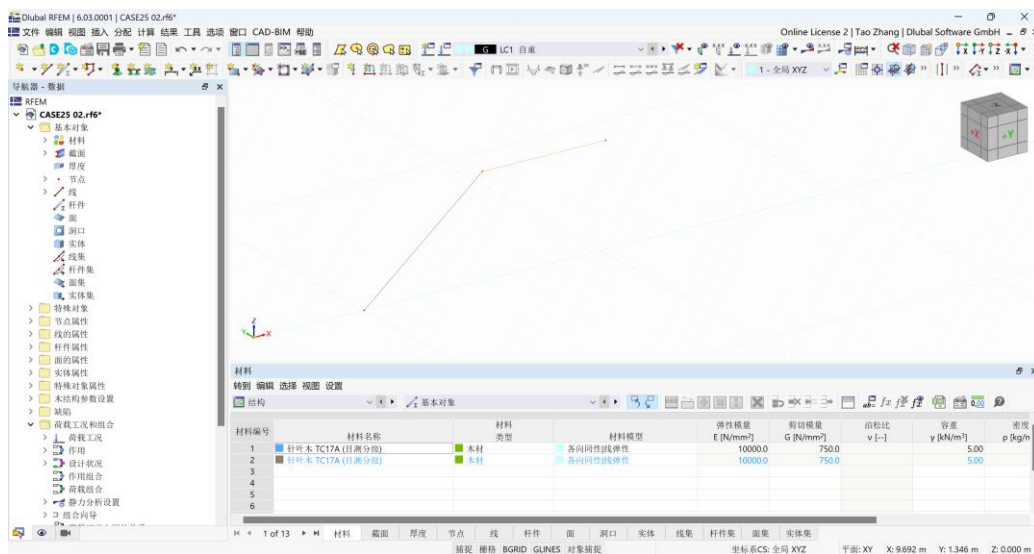 Dlubal RFEM | 6.03.0001 | CASE25 02.rf6*
文件 编辑 视图 插入 分配 计算 结果 工具 选项 窗口 CAD-BIM 帮助
Online License 2 | Tao Zhang | Dlubal Software GmbH
G LC1 自重
1 - 全局 XYZ
导航器 - 数据
RFEM
CASE25 02.rf6*
基本对象
材料
截面
厚度
节点
线
杆件
面
洞口
实体
线集
杆件集
面集
实体集
特殊对象
节点属性
线的属性
杆件属性
面的属性
实体属性
特殊对象属性
木结构参数设置
缺陷
荷载工况和组合
荷载工况
作用
设计状况
作用组合
荷载组合
静力分析设置
组合向导
+X
+Y
Z
Y
X
材料
转到 编辑 选择 视图 设置
结构
基本对象
材料编号 材料名称 材料类型 材料模型 弹性模量 E [N/mm²] 剪切模量 G [N/mm²] 泊松比 ν [--] 容重 γ [kN/m³] 密度 ρ [kg/n
1 针叶木 TC17A (目测分级) 木材 各向同性|线弹性 10000.0 750.0 5.00
2 针叶木 TC17A (目测分级) 木材 各向同性|线弹性 10000.0 750.0 5.00
3
4
5
6
1 of 13 材料 截面 厚度 节点 线 杆件 面 洞口 实体 线集 杆件集 面集 实体集
捕捉 栅格 BGRID GLINES 对象捕捉 坐标系CS: 全局 XYZ 平面: XY X: 9.692 m Y: 1.346 m Z: 0.000 m